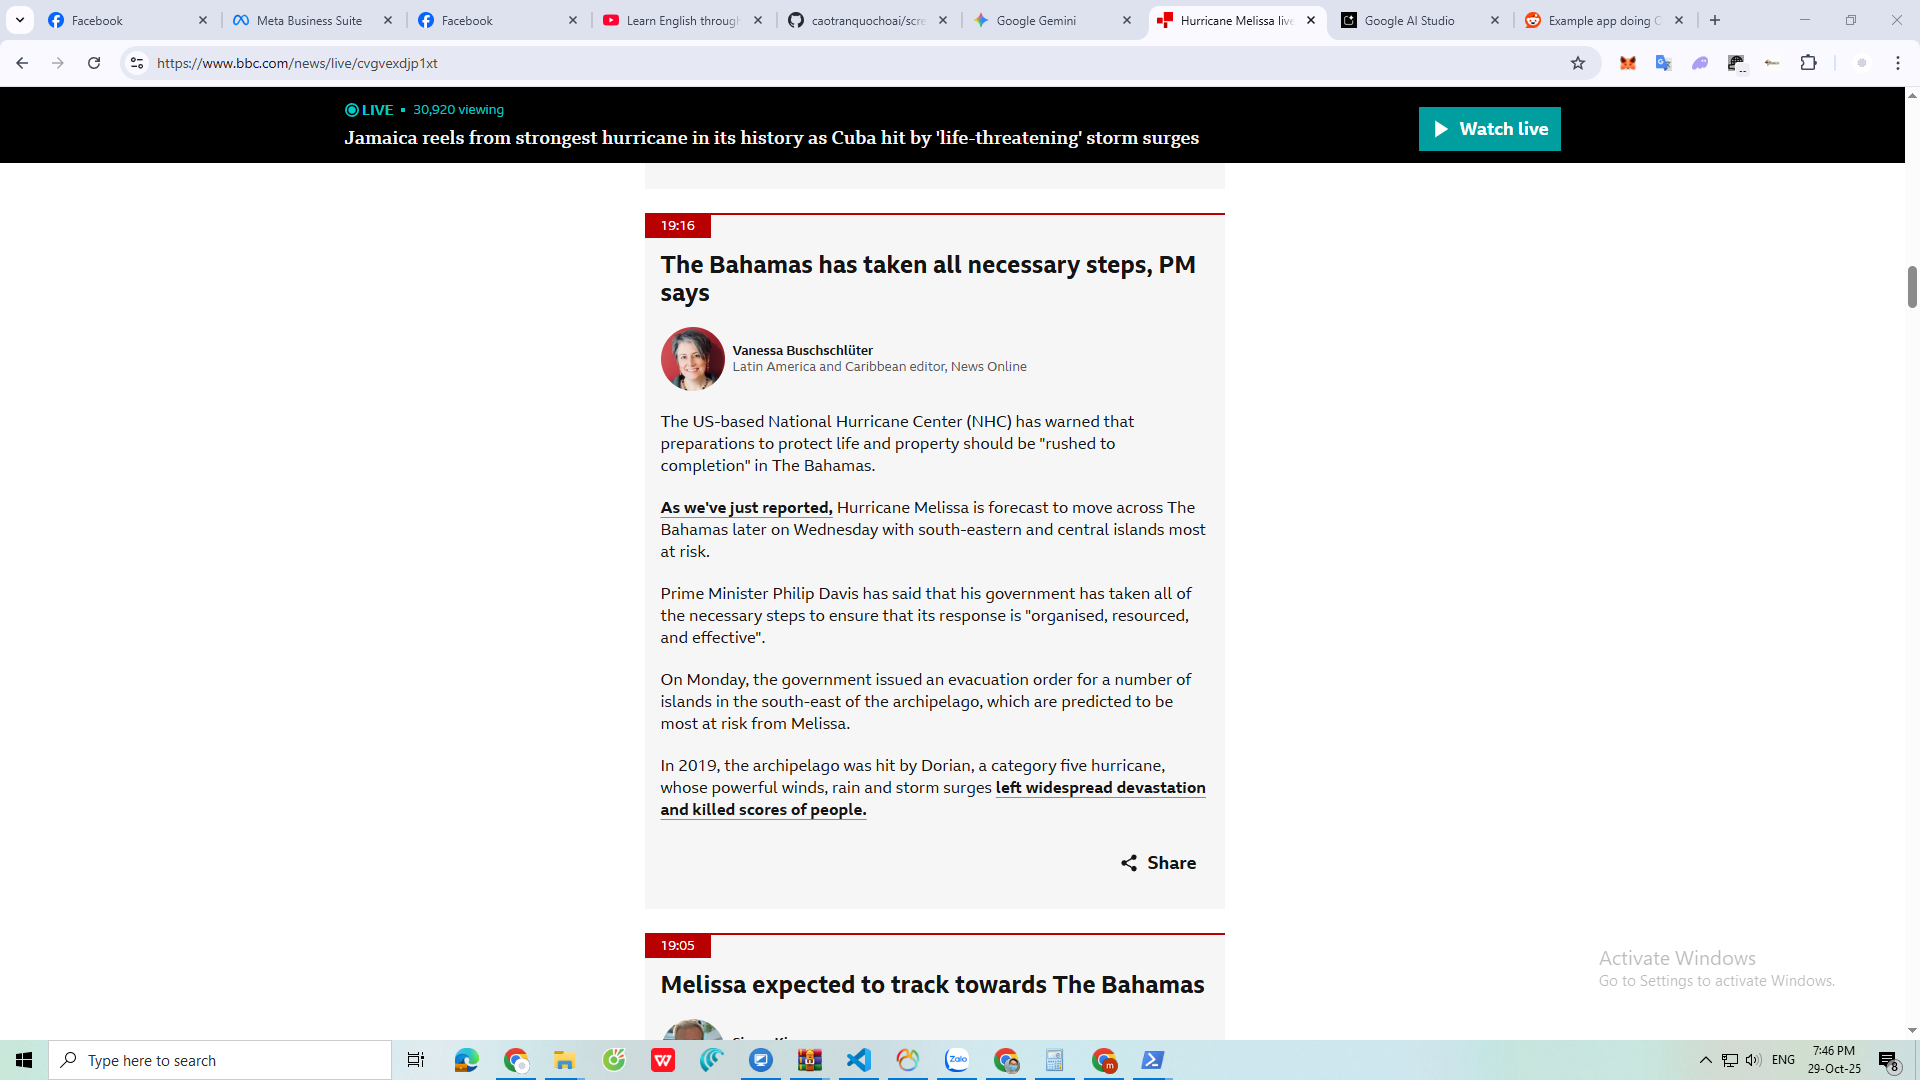 Facebook
Meta Business Suite
Facebook
Learn English through
caotranquochoai/scre
Google Gemini
Hurricane Melissa live
Google AI Studio
Example app doing C
https://www.bbc.com/news/live/cvgvexdjp1xt
LIVE 30,920 viewing
Jamaica reels from strongest hurricane in its history as Cuba hit by 'life-threatening' storm surges
Watch live
19:16
The Bahamas has taken all necessary steps, PM
says
Vanessa Buschschlüter
Latin America and Caribbean editor, News Online
The US-based National Hurricane Center (NHC) has warned that
preparations to protect life and property should be "rushed to
completion" in The Bahamas.
As we've just reported, Hurricane Melissa is forecast to move across The
Bahamas later on Wednesday with south-eastern and central islands most
at risk.
Prime Minister Philip Davis has said that his government has taken all of
the necessary steps to ensure that its response is "organised, resourced,
and effective".
On Monday, the government issued an evacuation order for a number of
islands in the south-east of the archipelago, which are predicted to be
most at risk from Melissa.
In 2019, the archipelago was hit by Dorian, a category five hurricane,
whose powerful winds, rain and storm surges left widespread devastation
and killed scores of people.
Share
19:05
Melissa expected to track towards The Bahamas
Activate Windows
Go to Settings to activate Windows.
Type here to search
Zalo
ENG
7:46 PM
29-Oct-25
8